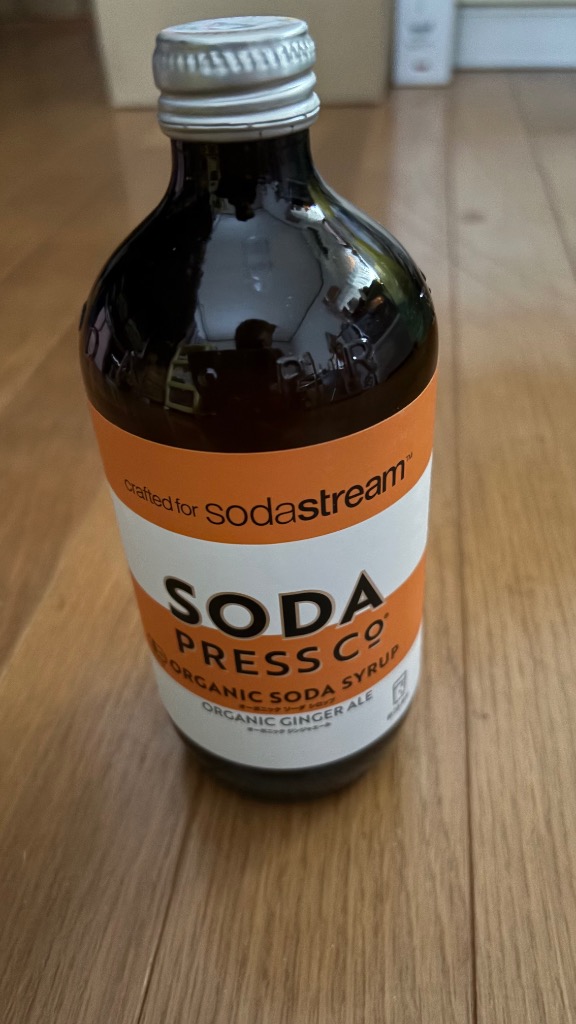 crafted for sodastream™
SODA
PRESS CO
ORGANIC SODA SYRUP
オーガニック ソーダ シロップ
ORGANIC GINGER ALE
オーガニック ジンジャエール